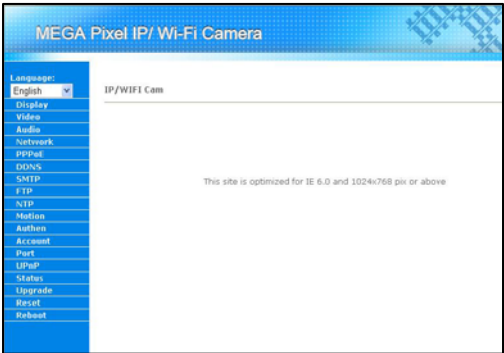 MEGA Pixel IP/ Wi-Fi Camera
Language:
English
IP/WIFI Cam
Display
Video
Audio
Network
PPPoE
DDNS
SMTP
FTP
NTP
Motion
Authen
Account
Port
UPnP
Status
Upgrade
Reset
Reboot
This site is optimized for IE 6.0 and 1024x768 pix or above